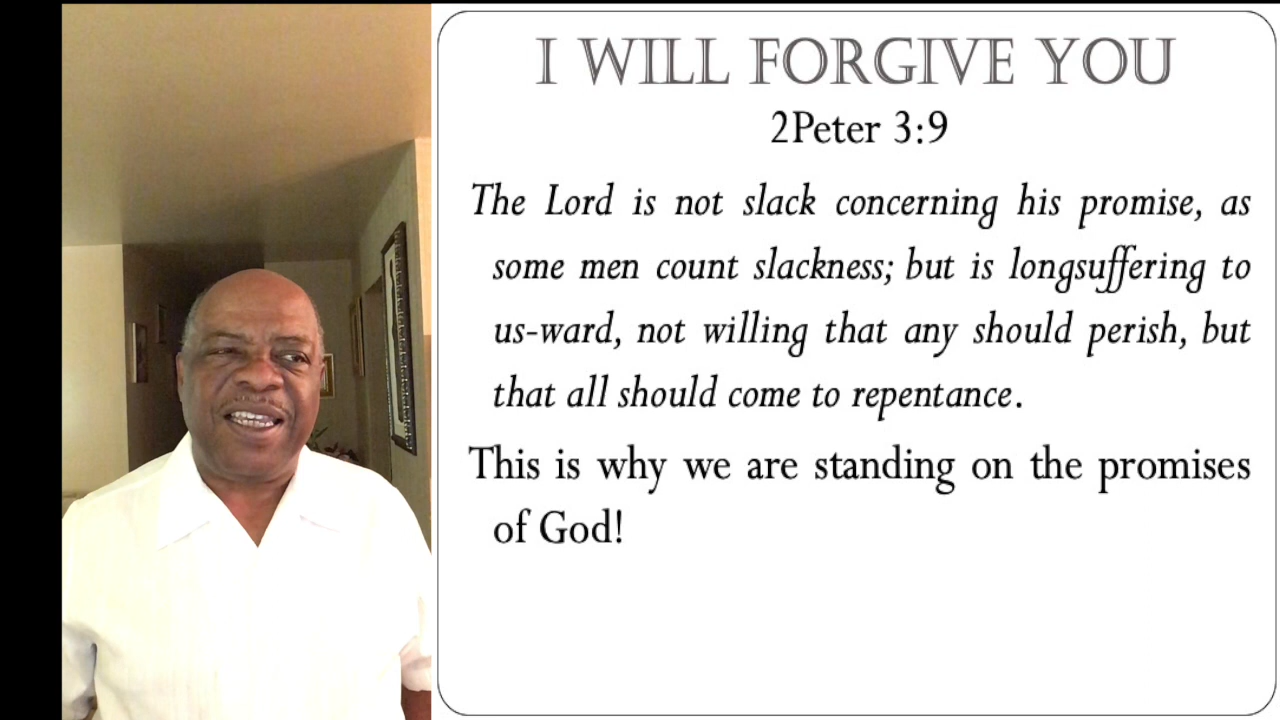 I WILL FORGIVE YOU
2Peter 3:9
The Lord is not slack concerning his promise, as
some men count slackness; but is longsuffering to
us-ward, not willing that any should perish, but
that all should come to repentance.
This is why we are standing on the promises
of God!